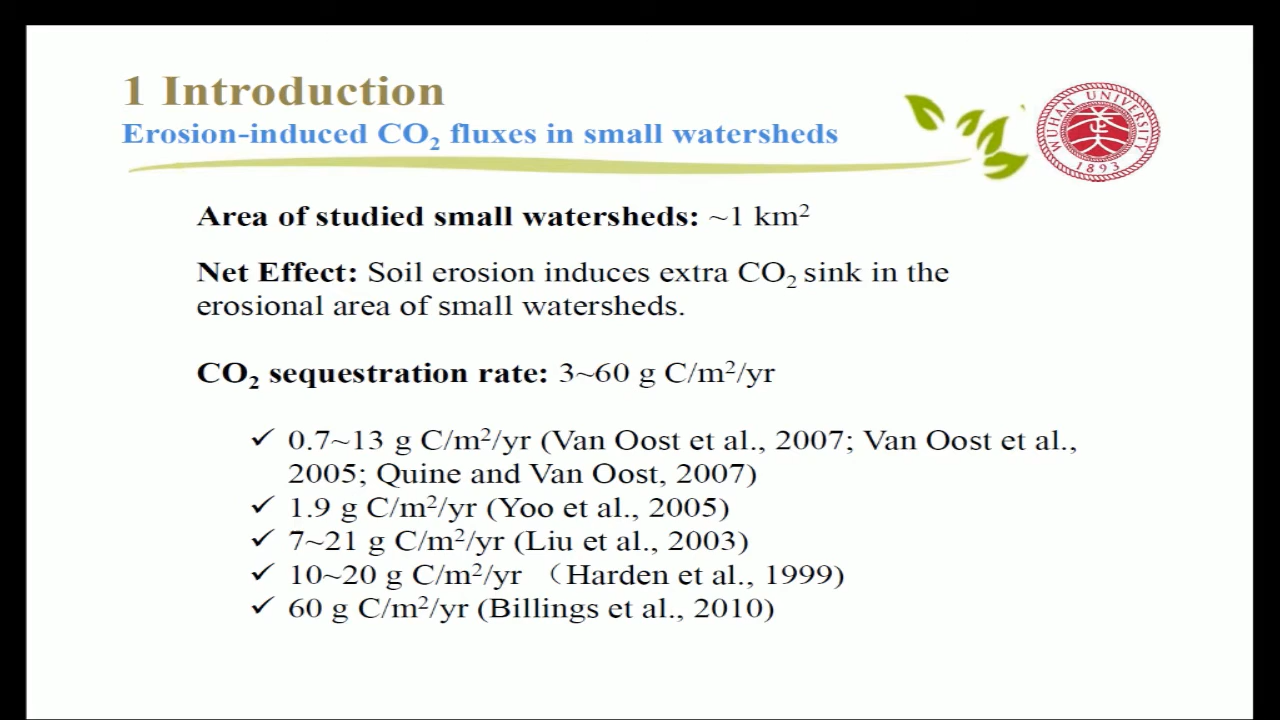 1 Introduction
Erosion-induced CO₂ fluxes in small watersheds
WUHAN UNIVERSITY
1893
Area of studied small watersheds: ~1 km²
Net Effect: Soil erosion induces extra CO₂ sink in the
erosional area of small watersheds.
CO₂ sequestration rate: 3~60 g C/m²/yr
✓ 0.7~13 g C/m²/yr (Van Oost et al., 2007; Van Oost et al.,
2005; Quine and Van Oost, 2007)
✓ 1.9 g C/m²/yr (Yoo et al., 2005)
✓ 7~21 g C/m²/yr (Liu et al., 2003)
✓ 10~20 g C/m²/yr （Harden et al., 1999)
✓ 60 g C/m²/yr (Billings et al., 2010)